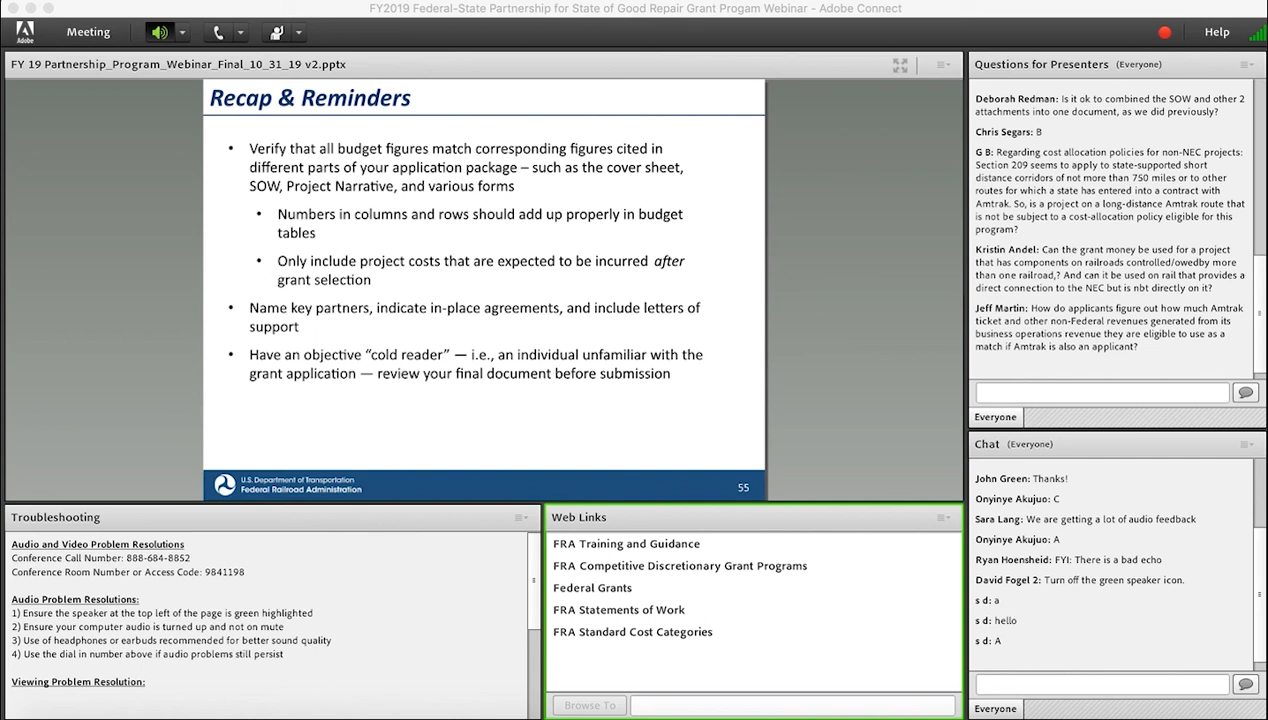 FY2019 Federal-State Partnership for State of Good Repair Grant Progam Webinar - Adobe Connect
Adobe
Meeting
Help
FY 19 Partnership_Program_Webinar_Final_10_31_19 v2.pptx
Recap & Reminders
• Verify that all budget figures match corresponding figures cited in
different parts of your application package – such as the cover sheet,
SOW, Project Narrative, and various forms
• Numbers in columns and rows should add up properly in budget
tables
• Only include project costs that are expected to be incurred after
grant selection
• Name key partners, indicate in-place agreements, and include letters of
support
• Have an objective “cold reader” — i.e., an individual unfamiliar with the
grant application — review your final document before submission
U.S. Department of Transportation
Federal Railroad Administration
55
Questions for Presenters (Everyone)
Deborah Redman: Is it ok to combined the SOW and other 2
attachments into one document, as we did previously?
Chris Segars: B
G B: Regarding cost allocation policies for non-NEC projects:
Section 209 seems to apply to state-supported short
distance corridors of not more than 750 miles or to other
routes for which a state has entered into a contract with
Amtrak. So, is a project on a long-distance Amtrak route that
is not be subject to a cost-allocation policy eligible for this
program?
Kristin Andel: Can the grant money be used for a project
that has components on railroads controlled/owedby more
than one railroad,? And can it be used on rail that provides a
direct connection to the NEC but is nbt directly on it?
Jeff Martin: How do applicants figure out how much Amtrak
ticket and other non-Federal revenues generated from its
business operations revenue they are eligible to use as a
match if Amtrak is also an applicant?
Everyone
Troubleshooting
Audio and Video Problem Resolutions
Conference Call Number: 888-684-8852
Conference Room Number or Access Code: 9841198
Audio Problem Resolutions:
1) Ensure the speaker at the top left of the page is green highlighted
2) Ensure your computer audio is turned up and not on mute
3) Use of headphones or earbuds recommended for better sound quality
4) Use the dial in number above if audio problems still persist
Viewing Problem Resolution:
Web Links
FRA Training and Guidance
FRA Competitive Discretionary Grant Programs
Federal Grants
FRA Statements of Work
FRA Standard Cost Categories
Browse To
Chat (Everyone)
John Green: Thanks!
Onyinye Akujuo: C
Sara Lang: We are getting a lot of audio feedback
Onyinye Akujuo: A
Ryan Hoensheid: FYI: There is a bad echo
David Fogel 2: Turn off the green speaker icon.
s d: a
s d: hello
s d: A
Everyone